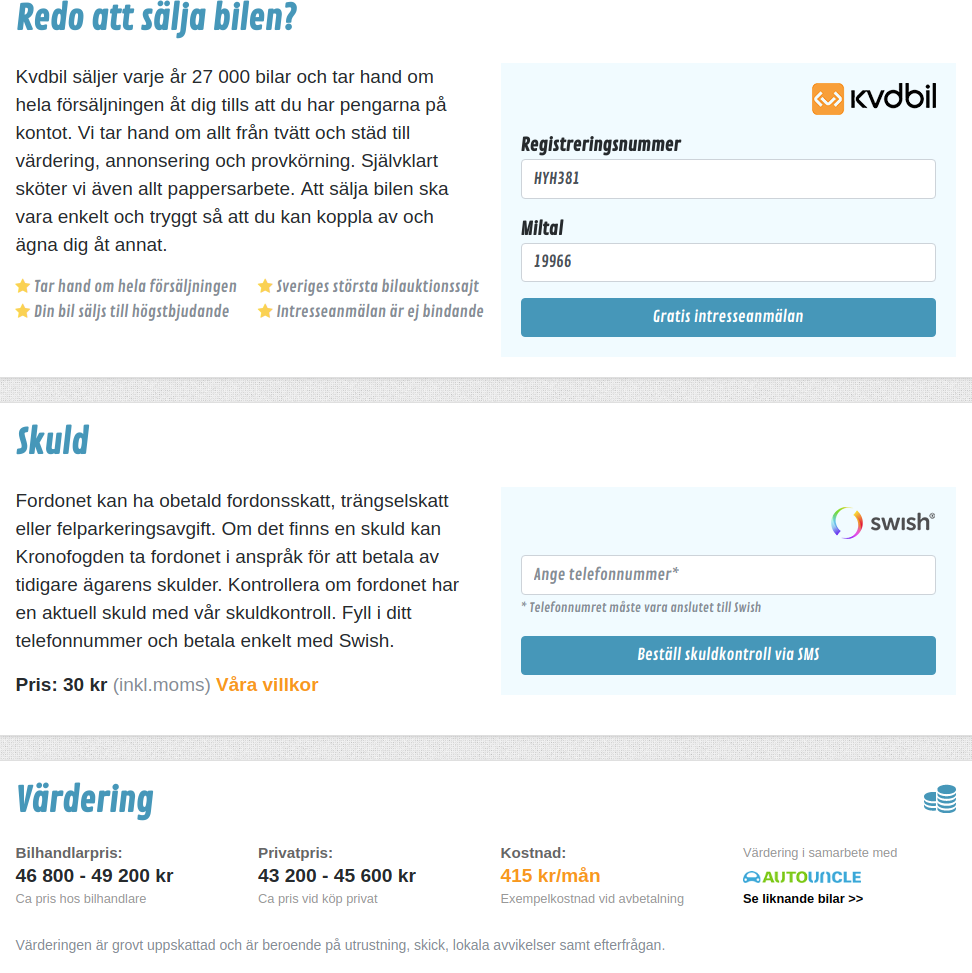 Redo att sälja bilen?
Kvdbil säljer varje år 27 000 bilar och tar hand om
hela försäljningen åt dig tills att du har pengarna på
kontot. Vi tar hand om allt från tvätt och städ till
värdering, annonsering och provkörning. Självklart
sköter vi även allt pappersarbete. Att sälja bilen ska
vara enkelt och tryggt så att du kan koppla av och
ägna dig åt annat.
Tar hand om hela försäljningen
Sveriges största bilauktionssajt
Din bil säljs till högstbjudande
Intresseanmälan är ej bindande
kvdbil
Registreringsnummer
HYH381
Miltal
19966
Gratis intresseanmälan
Skuld
Fordonet kan ha obetald fordonsskatt, trängselskatt
eller felparkeringsavgift. Om det finns en skuld kan
Kronofogden ta fordonet i anspråk för att betala av
tidigare ägarens skulder. Kontrollera om fordonet har
en aktuell skuld med vår skuldkontroll. Fyll i ditt
telefonnummer och betala enkelt med Swish.
Pris: 30 kr (inkl.moms) Våra villkor
swish®
Ange telefonnummer*
* Telefonnumret måste vara anslutet till Swish
Beställ skuldkontroll via SMS
Värdering
Bilhandlarpris:
46 800 - 49 200 kr
Ca pris hos bilhandlare
Privatpris:
43 200 - 45 600 kr
Ca pris vid köp privat
Kostnad:
415 kr/mån
Exempelkostnad vid avbetalning
Värdering i samarbete med
AUTOUNCLE
Se liknande bilar >>
Värderingen är grovt uppskattad och är beroende på utrustning, skick, lokala avvikelser samt efterfrågan.